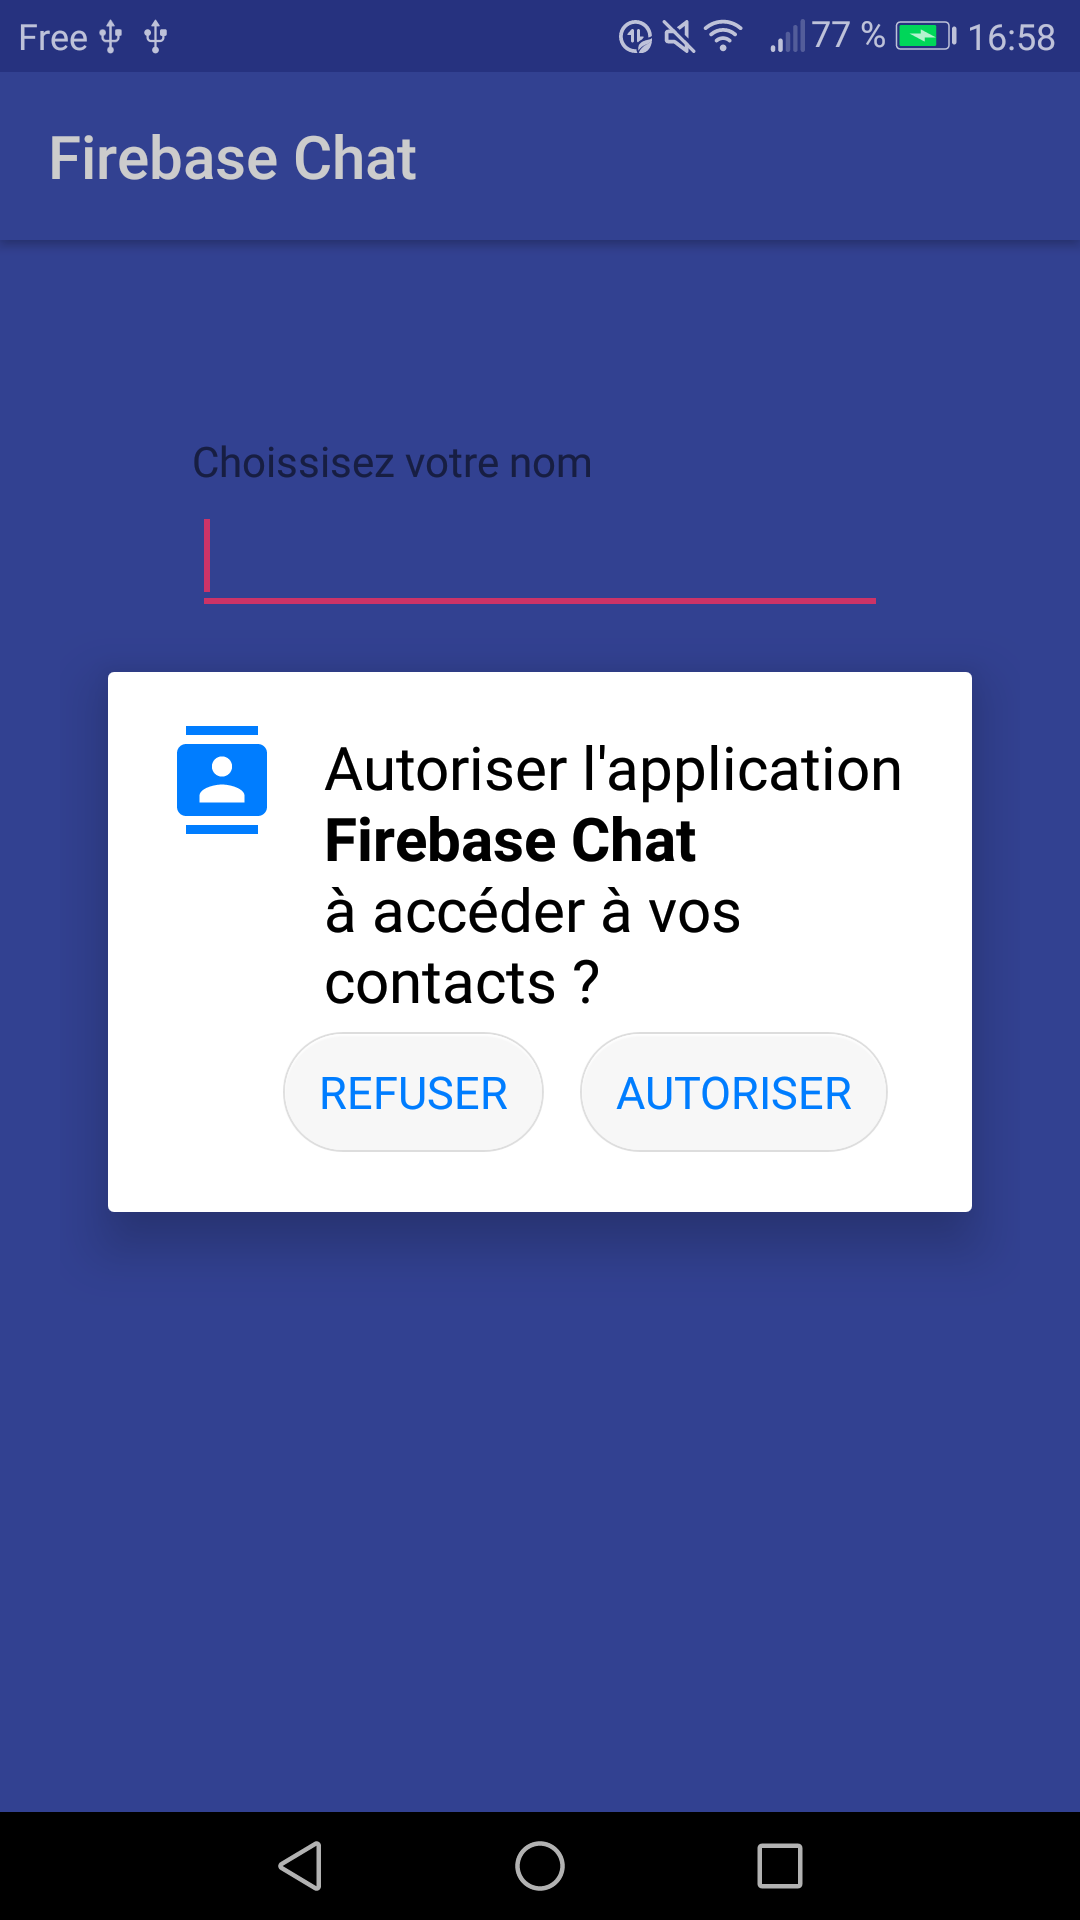 Free 77 % 16:58
Firebase Chat
Choissisez votre nom
Autoriser l'application
Firebase Chat
à accéder à vos
contacts ?
REFUSER AUTORISER